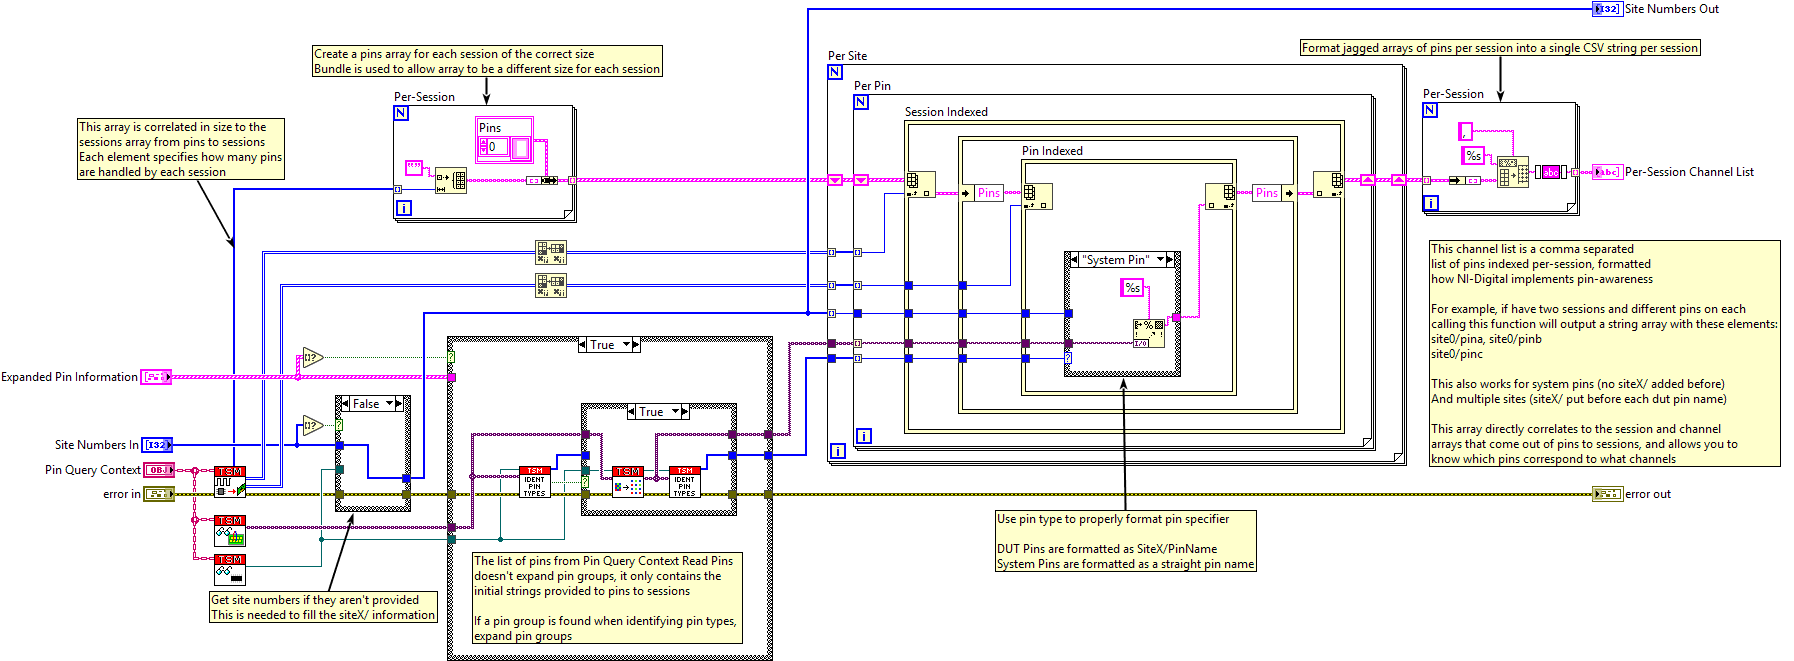 Site Numbers Out
Create a pins array for each session of the correct size
Bundle is used to allow array to be a different size for each session
Format jagged arrays of pins per session into a single CSV string per session
Per Site
N
Per-Session
N
Per Pin
N
Per-Session
N
Session Indexed
Pins
0
This array is correlated in size to the
sessions array from pins to sessions
Each element specifies how many pins
are handled by each session
Pin Indexed
,
%s
abc
Per-Session Channel List
Pins
Pins
i
i
This channel list is a comma separated
list of pins indexed per-session, formatted
how NI-Digital implements pin-awareness
For example, if have two sessions and different pins on each
calling this function will output a string array with these elements:
site0/pina, site0/pinb
site0/pinc
This also works for system pins (no siteX/ added before)
And multiple sites (siteX/ put before each dut pin name)
This array directly correlates to the session and channel
arrays that come out of pins to sessions, and allows you to
know which pins correspond to what channels
"System Pin"
%s
I/O
True
Expanded Pin Information
False
True
Site Numbers In
I32
i
i
Pin Query Context
OBJ
TSM
error in
TSM
IDENT
PIN
TYPES
TSM
TSM
IDENT
PIN
TYPES
error out
TSM
TSM
Use pin type to properly format pin specifier
DUT Pins are formatted as SiteX/PinName
System Pins are formatted as a straight pin name
The list of pins from Pin Query Context Read Pins
doesn't expand pin groups, it only contains the
initial strings provided to pins to sessions
If a pin group is found when identifying pin types,
expand pin groups
Get site numbers if they aren't provided
This is needed to fill the siteX/ information